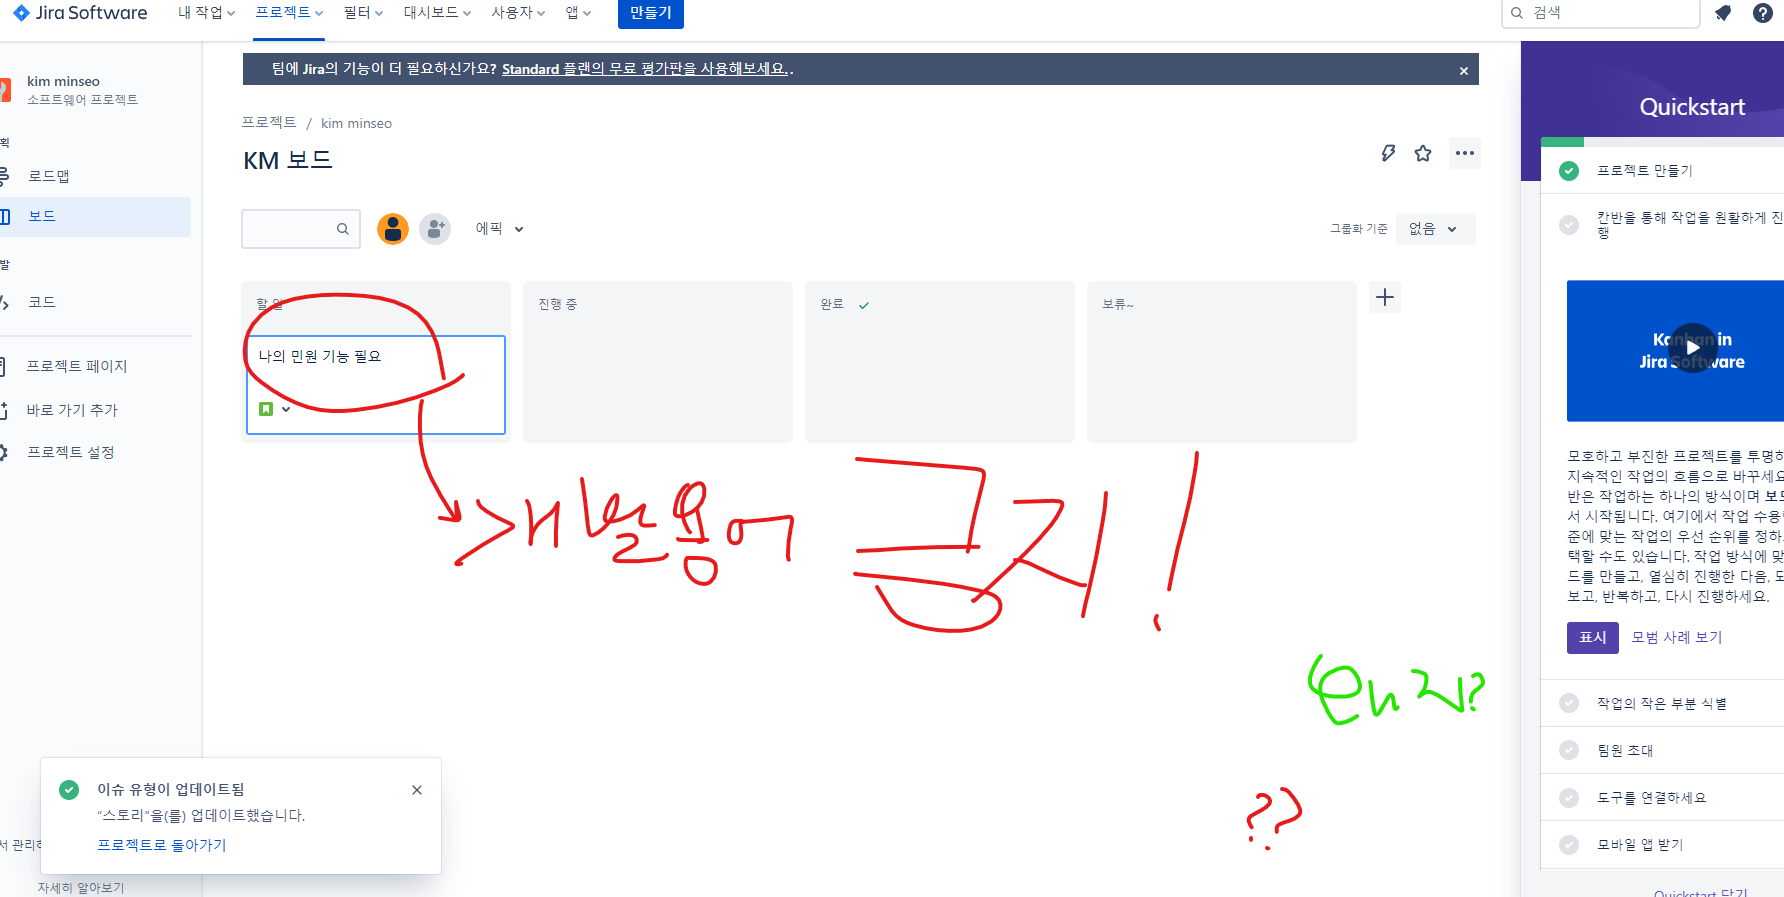 Jira Software 내 작업 프로젝트 필터 대시보드 사용자 앱 만들기 검색
팀에 Jira의 기능이 더 필요하신가요? Standard 플랜의 무료 평가판을 사용해보세요..
kim minseo
소프트웨어 프로젝트
획
로드맵
보드
발
코드
프로젝트 페이지
바로 가기 추가
프로젝트 설정
서 관리하
자세히 알아보기
프로젝트 / kim minseo
KM 보드
에픽
그룹화 기준 없음
할 일
나의 민원 기능 필요
진행 중
완료
보류~
개발용어 금지!
??
이슈 유형이 업데이트됨
"스토리"을(를) 업데이트했습니다.
프로젝트로 돌아가기
Quickstart
프로젝트 만들기
칸반을 통해 작업을 원활하게 진
행
Kanban in
Jira Software
모호하고 부진한 프로젝트를 투명하
지속적인 작업의 흐름으로 바꾸세요
반은 작업하는 하나의 방식이며 보드
서 시작됩니다. 여기에서 작업 수용
준에 맞는 작업의 우선 순위를 정하
택할 수도 있습니다. 작업 방식에 맞
드를 만들고, 열심히 진행한 다음, 도
보고, 반복하고, 다시 진행하세요.
표시 모범 사례 보기
작업의 작은 부분 식별
팀원 초대
도구를 연결하세요
모바일 앱 받기
Quickstart 닫기